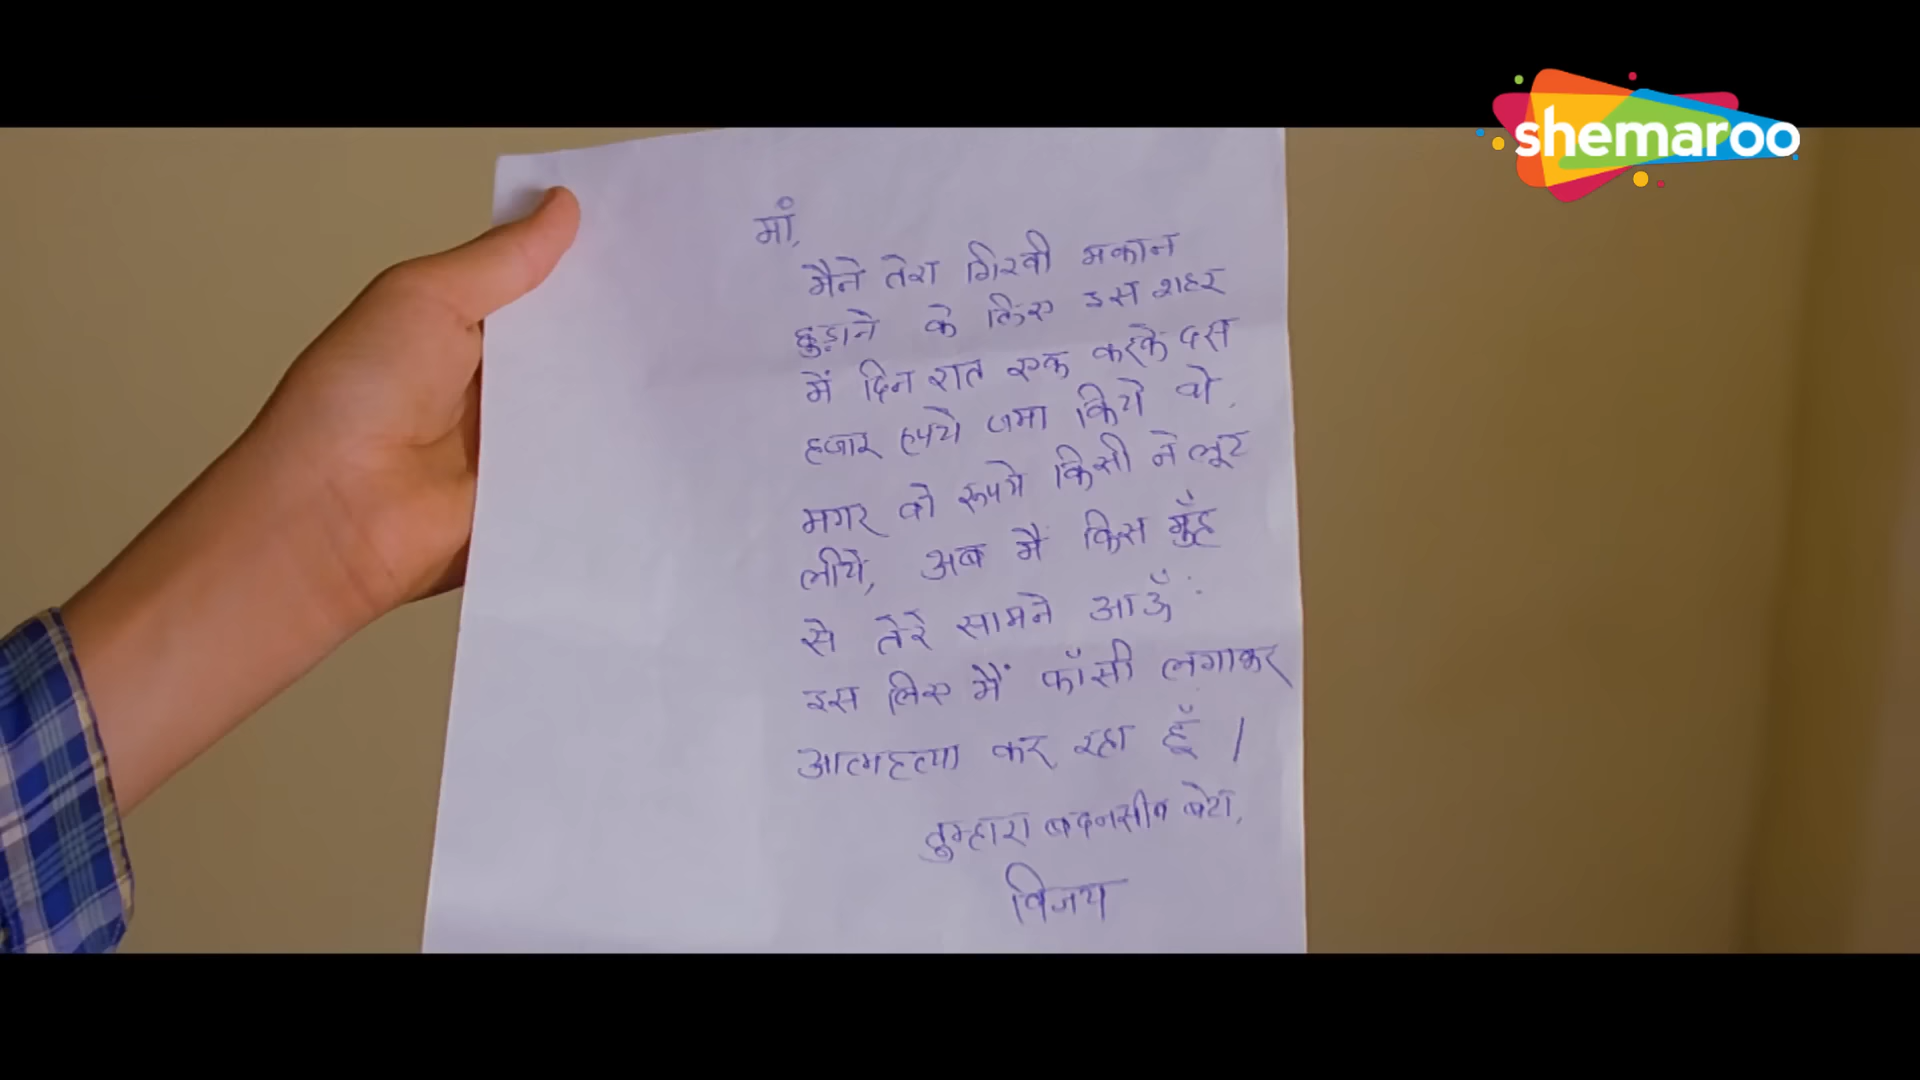 shemaroo
मां,
मैंने तेरा गिरवी मकान
छुड़ाने के लिए इस शहर
में दिन रात एक करके दस
हजार रुपये जमा किये थे,
मगर वो रूपये किसी ने लूट
लीये, अब मैं किस मुँह
से तेरे सामने आऊँ
इस लिए मैं फाँसी लगाकर
आत्महत्या कर रहा हूँ |
तुम्हारा बदनसीब बेटा,
विजय